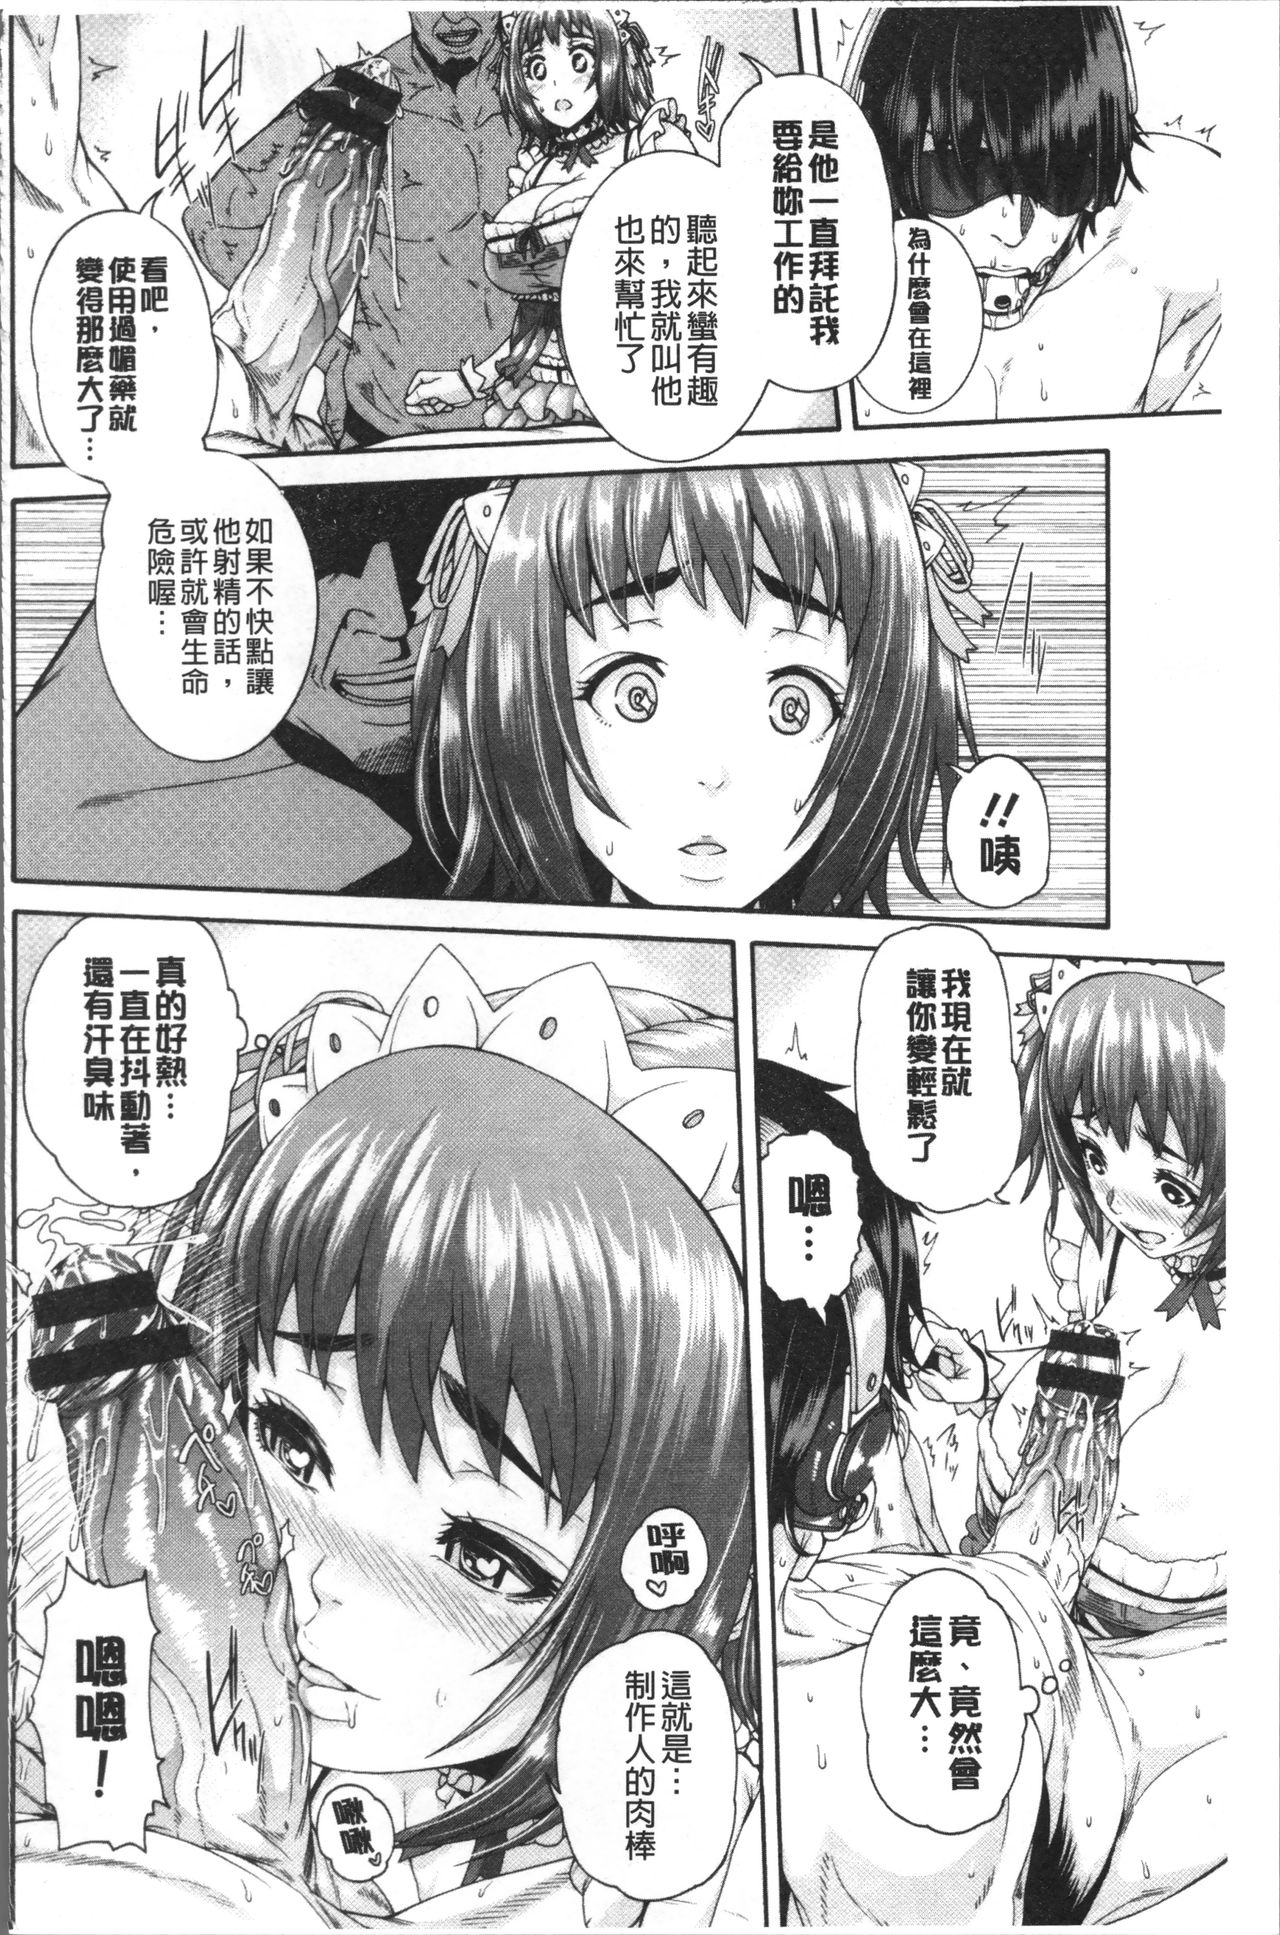 為什麼會在這裡
是他一直拜託我
要給妳工作的
聽起來蠻有趣
的，我就叫他
也來幫忙了
看吧，
使用過媚藥就
變得那麼大了…
如果不快點讓
他射精的話，
或許就會生命
危險喔…
!!
咦
我現在就
讓你變輕鬆了
嗯…
竟、竟然會
這麼大…
真的好熱…
一直在抖動著，
還有汗臭味
呼啊
這就是…
制作人的肉棒
啾啾
嗯嗯！